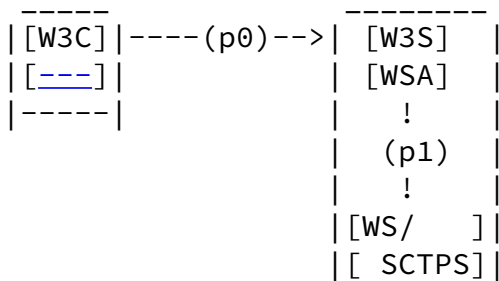 -----                --------
|[W3C]|----(p0)-->|  [W3S]  |
|[---]|           |  [WSA]  |
|-----|           |    !    |
                  |   (p1)  |
                  |    !    |
                  |[WS/   ]|
                  |[ SCTPS]|